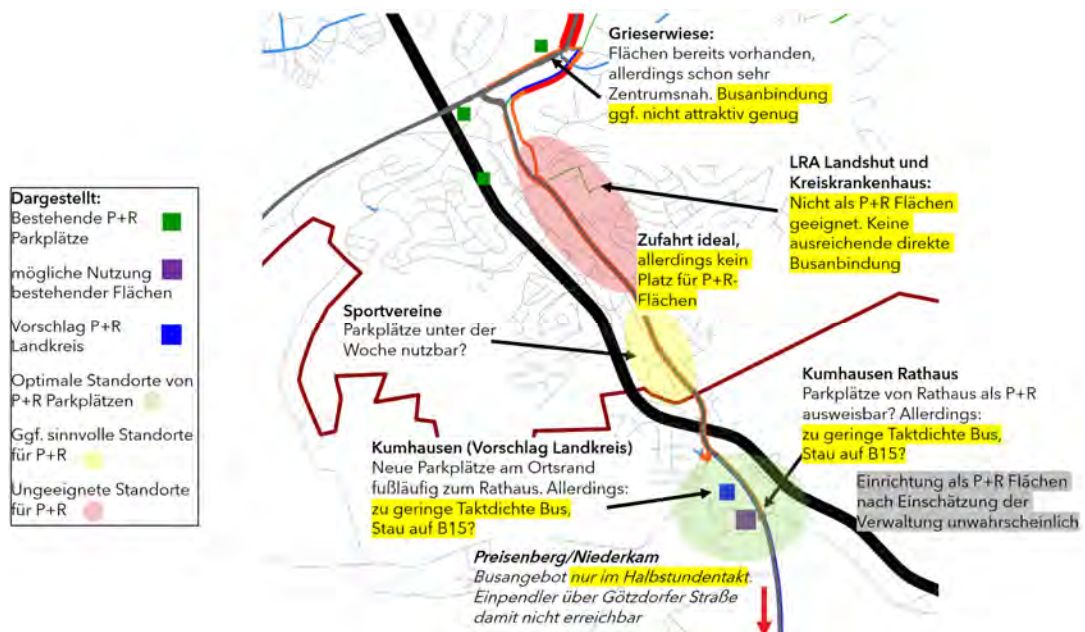 Grieserwiese:
Flächen bereits vorhanden,
allerdings schon sehr
Zentrumsnah. Busanbindung
ggf. nicht attraktiv genug
LRA Landshut und
Kreiskrankenhaus:
Nicht als P+R Flächen
geeignet. Keine
ausreichende direkte
Busanbindung
Dargestellt:
Bestehende P+R
Parkplätze
mögliche Nutzung
bestehender Flächen
Vorschlag P+R
Landkreis
Optimale Standorte von
P+R Parkplätzen
Ggf. sinnvolle Standorte
für P+R
Ungeeignete Standorte
für P+R
Zufahrt ideal,
allerdings kein
Platz für P+R-
Flächen
Sportvereine
Parkplätze unter der
Woche nutzbar?
Kumhausen Rathaus
Parkplätze von Rathaus als P+R
ausweisbar? Allerdings:
zu geringe Taktdichte Bus,
Stau auf B15?
Einrichtung als P+R Flächen
nach Einschätzung der
Verwaltung unwahrscheinlich
Kumhausen (Vorschlag Landkreis)
Neue Parkplätze am Ortsrand
fußläufig zum Rathaus. Allerdings:
zu geringe Taktdichte Bus,
Stau auf B15?
Preisenberg/Niederkam
Busangebot nur im Halbstundentakt.
Einpendler über Götzdorfer Straße
damit nicht erreichbar